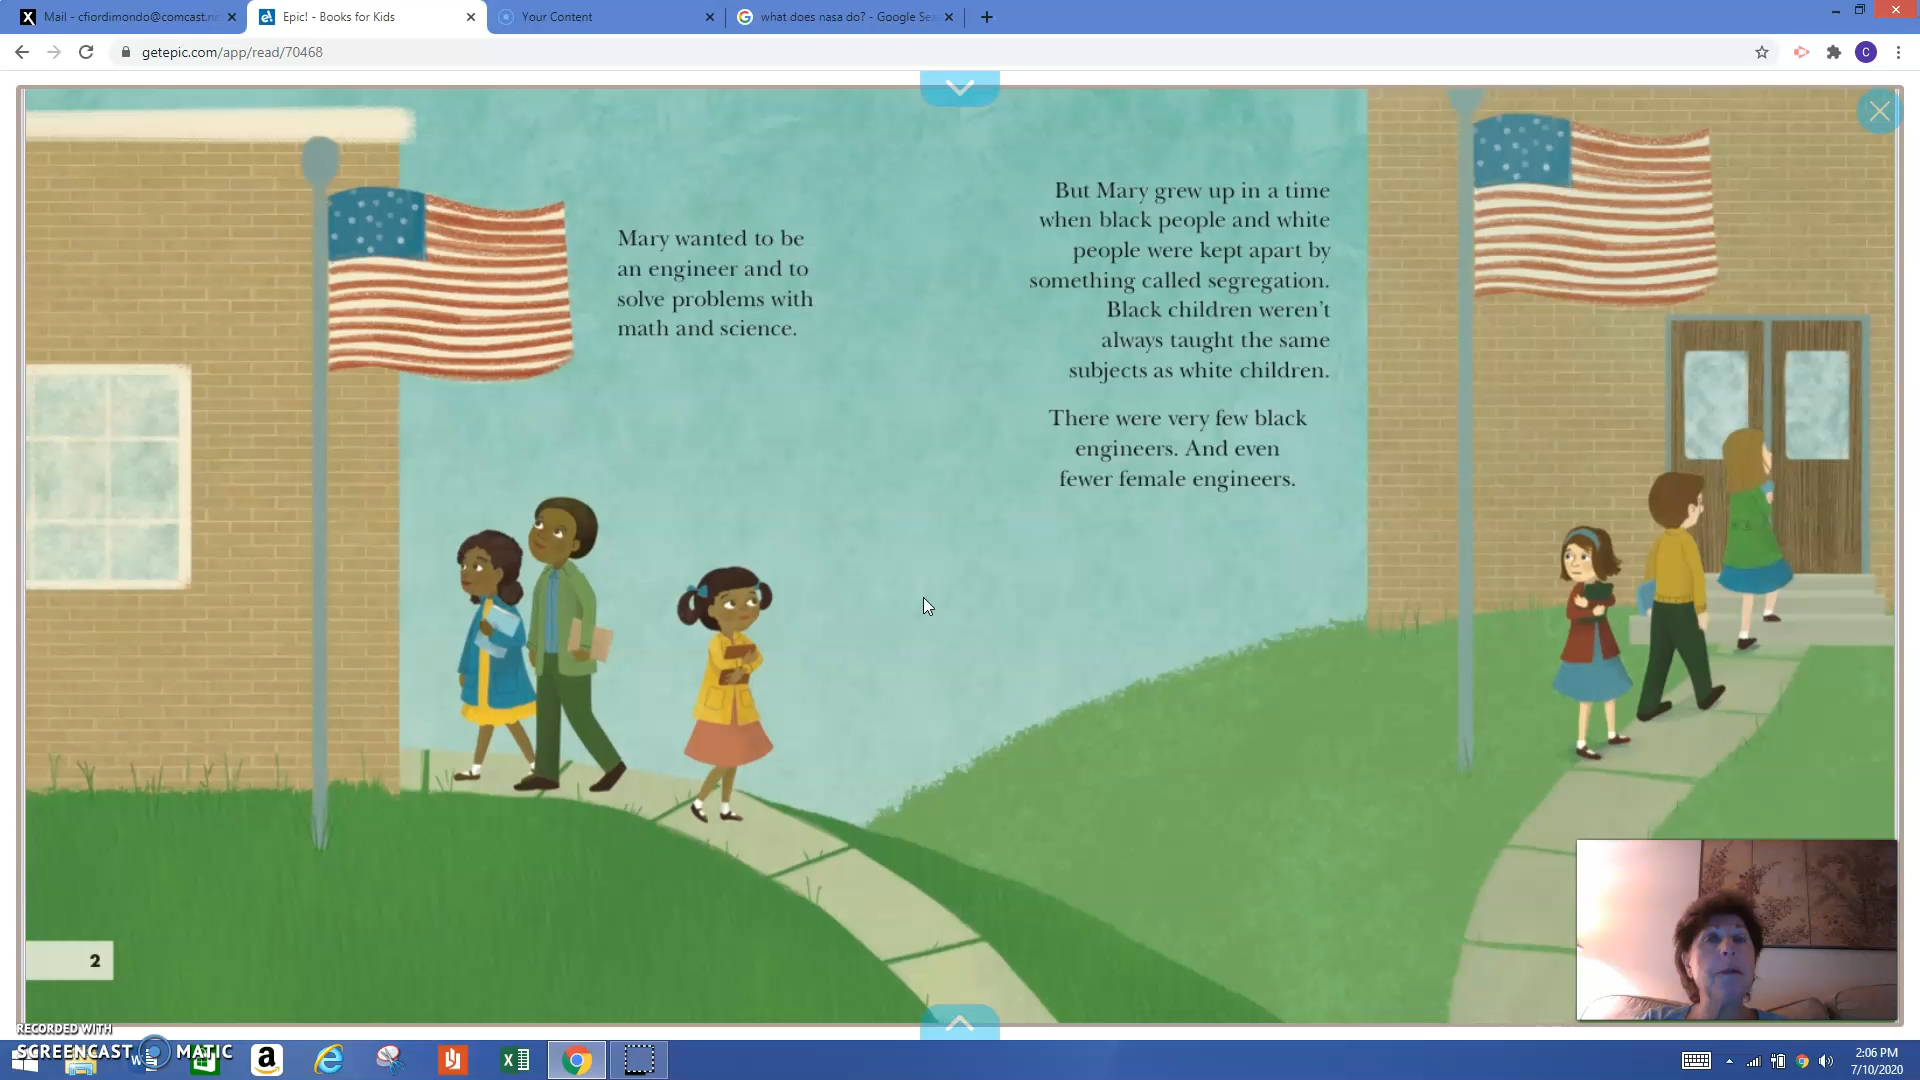 Mail - cfiordimondo@comcast.n
Epic! - Books for Kids
Your Content
what does nasa do? - Google Se
getepic.com/app/read/70468
C
Mary wanted to be
an engineer and to
solve problems with
math and science.
But Mary grew up in a time
when black people and white
people were kept apart by
something called segregation.
Black children weren't
always taught the same
subjects as white children.
There were very few black
engineers. And even
fewer female engineers.
2
RECORDED WITH
SCREENCAST MATIC
2:06 PM
7/10/2020